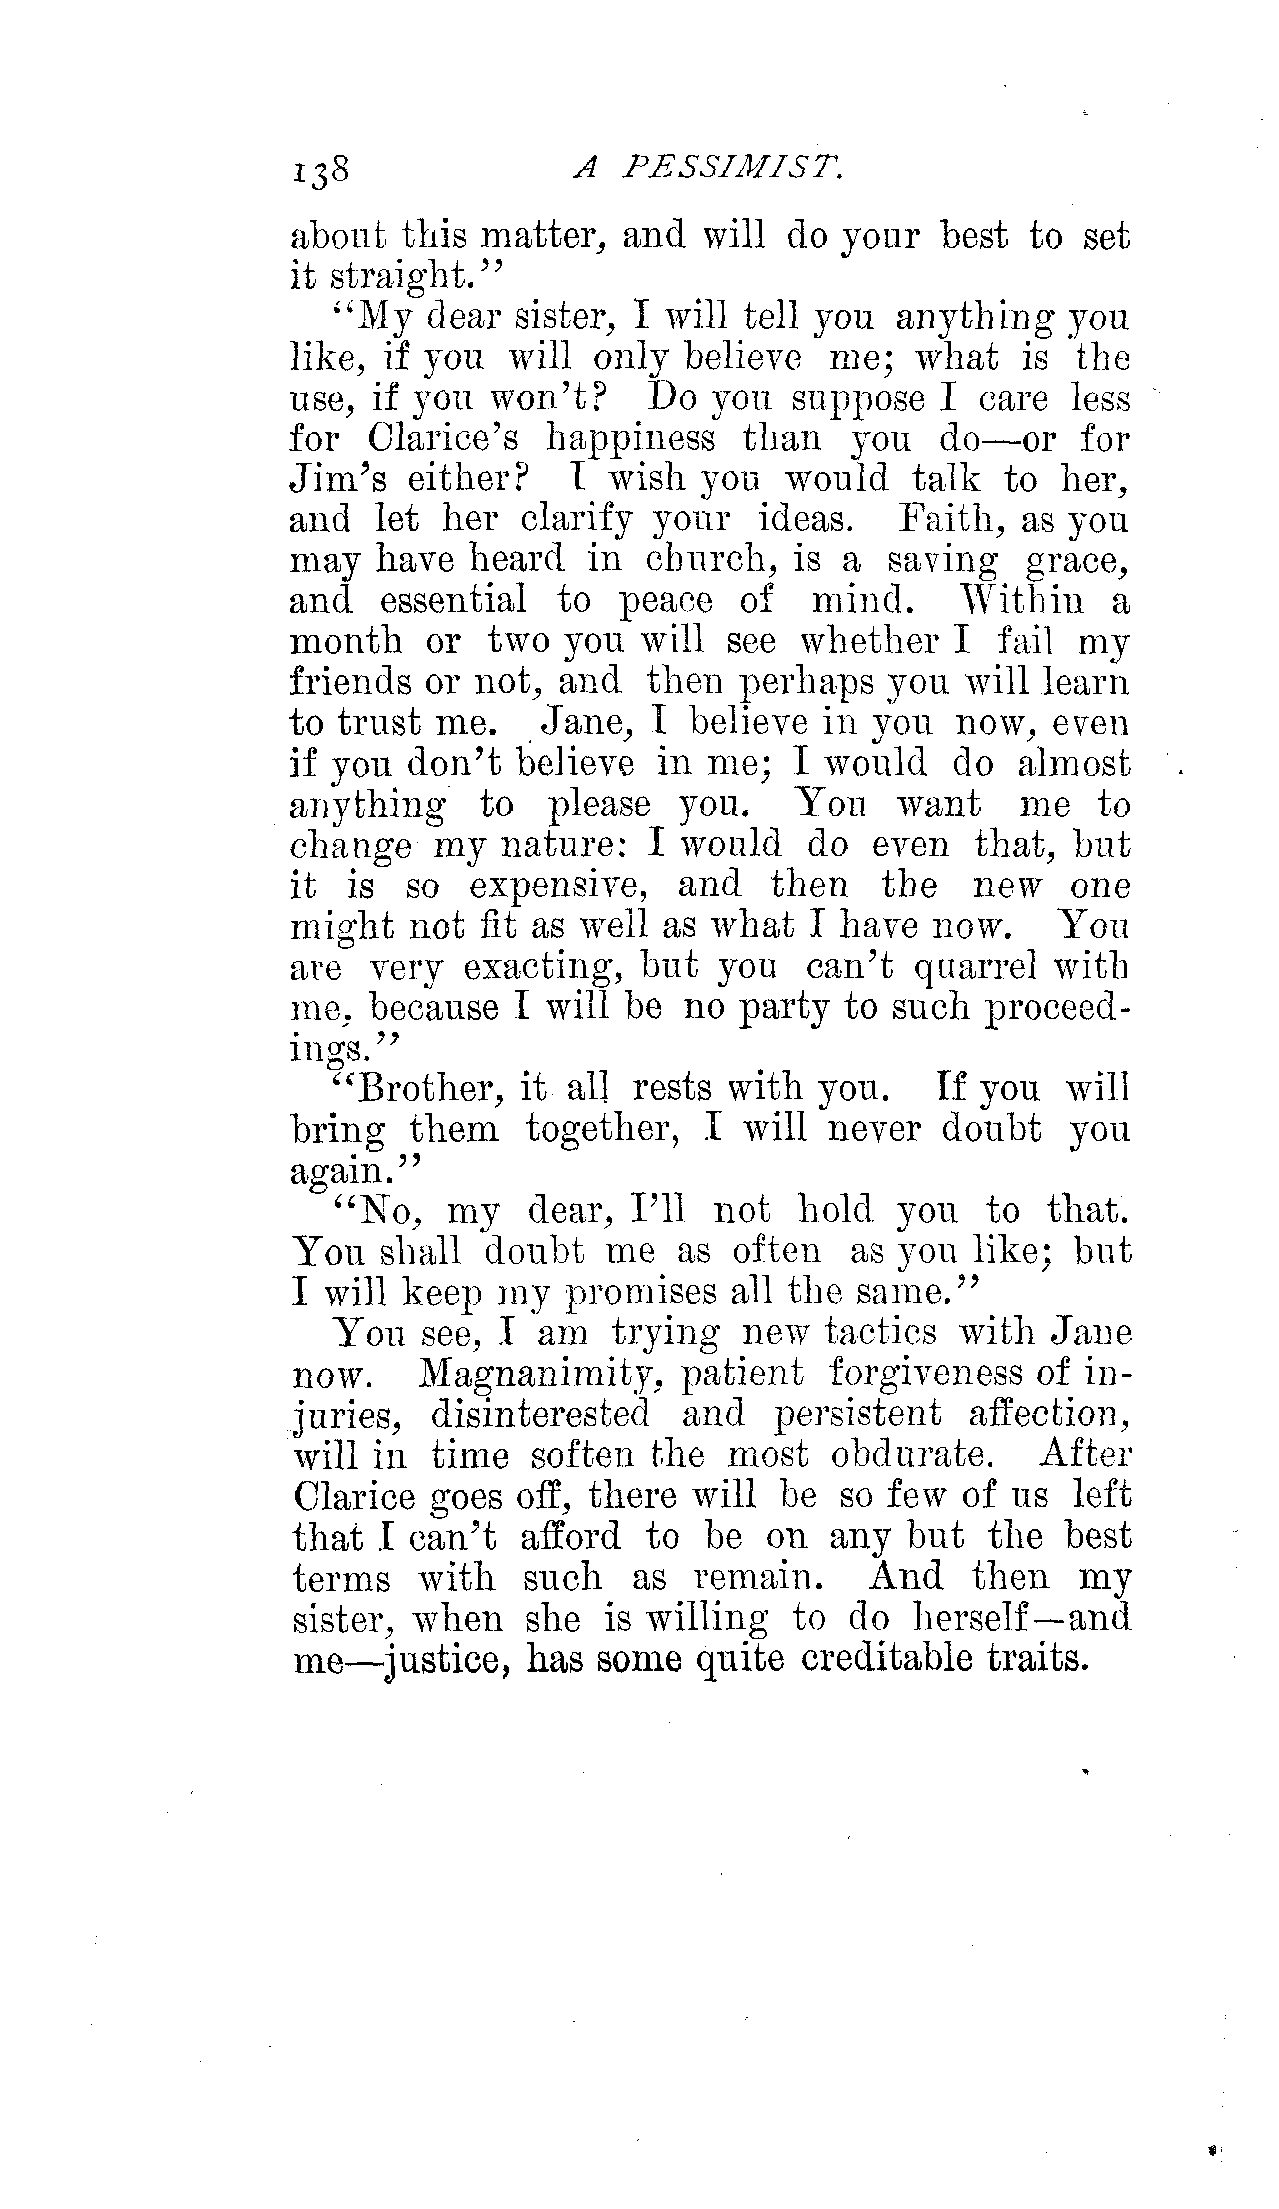 138 A PESSIMIST.
about this matter, and will do your best to set
it straight."
"My dear sister, I will tell you anything you
like, if you will only believe me; what is the
use, if you won't? Do you suppose I care less
for Clarice's happiness than you do—or for
Jim's either? I wish you would talk to her,
and let her clarify your ideas. Faith, as you
may have heard in church, is a saving grace,
and essential to peace of mind. Within a
month or two you will see whether I fail my
friends or not, and then perhaps you will learn
to trust me. Jane, I believe in you now, even
if you don't believe in me; I would do almost
anything to please you. You want me to
change my nature: I would do even that, but
it is so expensive, and then the new one
might not fit as well as what I have now. You
are very exacting, but you can't quarrel with
me, because I will be no party to such proceed-
ings."
"Brother, it all rests with you. If you will
bring them together, I will never doubt you
again."
"No, my dear, I'll not hold you to that.
You shall doubt me as often as you like; but
I will keep my promises all the same."
You see, I am trying new tactics with Jane
now. Magnanimity, patient forgiveness of in-
juries, disinterested and persistent affection,
will in time soften the most obdurate. After
Clarice goes off, there will be so few of us left
that I can't afford to be on any but the best
terms with such as remain. And then my
sister, when she is willing to do herself—and
me—justice, has some quite creditable traits.